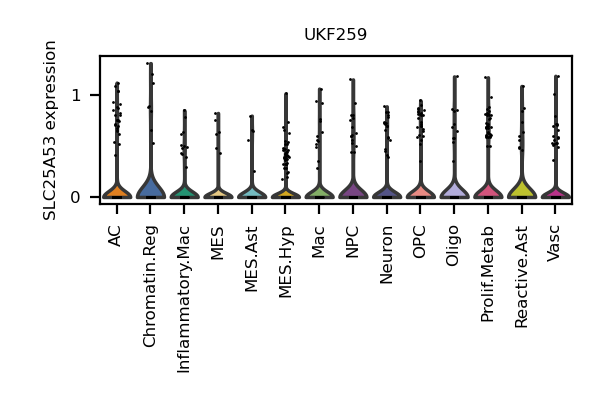 UKF259
SLC25A53 expression
1
0
AC
Chromatin.Reg
Inflammatory.Mac
MES
MES.Ast
MES.Hyp
Mac
NPC
Neuron
OPC
Oligo
Prolif.Metab
Reactive.Ast
Vasc